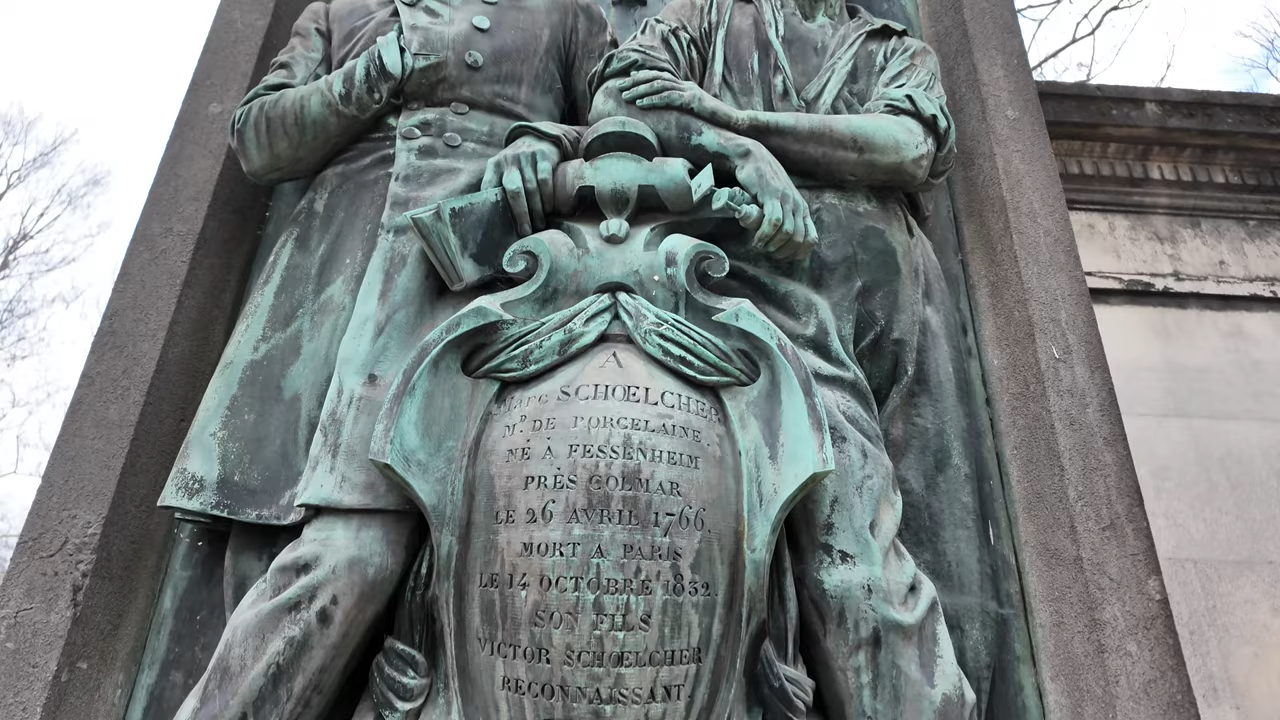 A
Marc SCHŒLCHER
MD DE PORCELAINE.
NÉ A FESSENHEIM
PRÈS COLMAR
LE 26 AVRIL 1766.
MORT A PARIS
LE 14 OCTOBRE 1832.
SON FILS
VICTOR SCHŒLCHER
RECONNAISSANT.